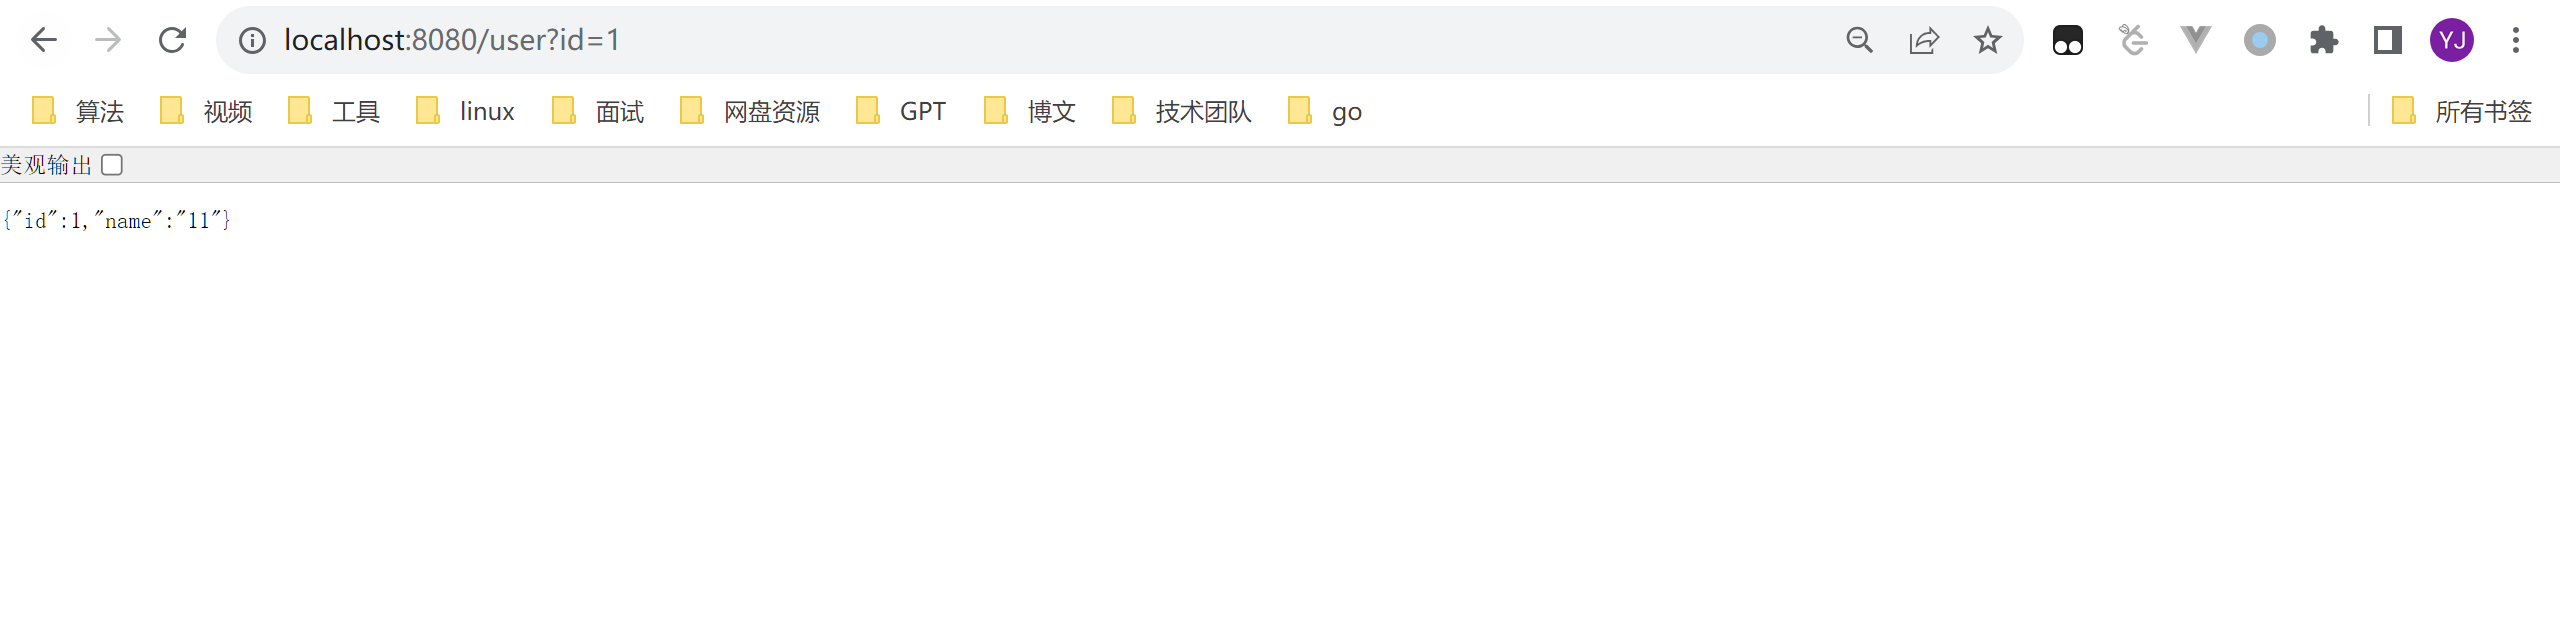 localhost:8080/user?id=1
YJ
算法 视频 工具 linux 面试 网盘资源 GPT 博文 技术团队 go 所有书签
美观输出
{"id":1,"name":"11"}